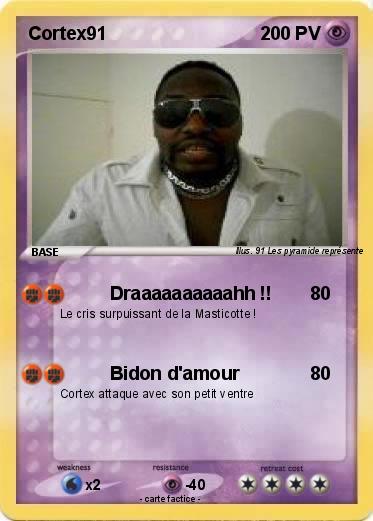 Cortex91 200 PV
BASE
Illus. 91 Les pyramide représente
Draaaaaaaaaahh !! 80
Le cris surpuissant de la Masticotte !
Bidon d'amour 80
Cortex attaque avec son petit ventre
weakness resistance retreat cost
x2 -40
- carte factice -